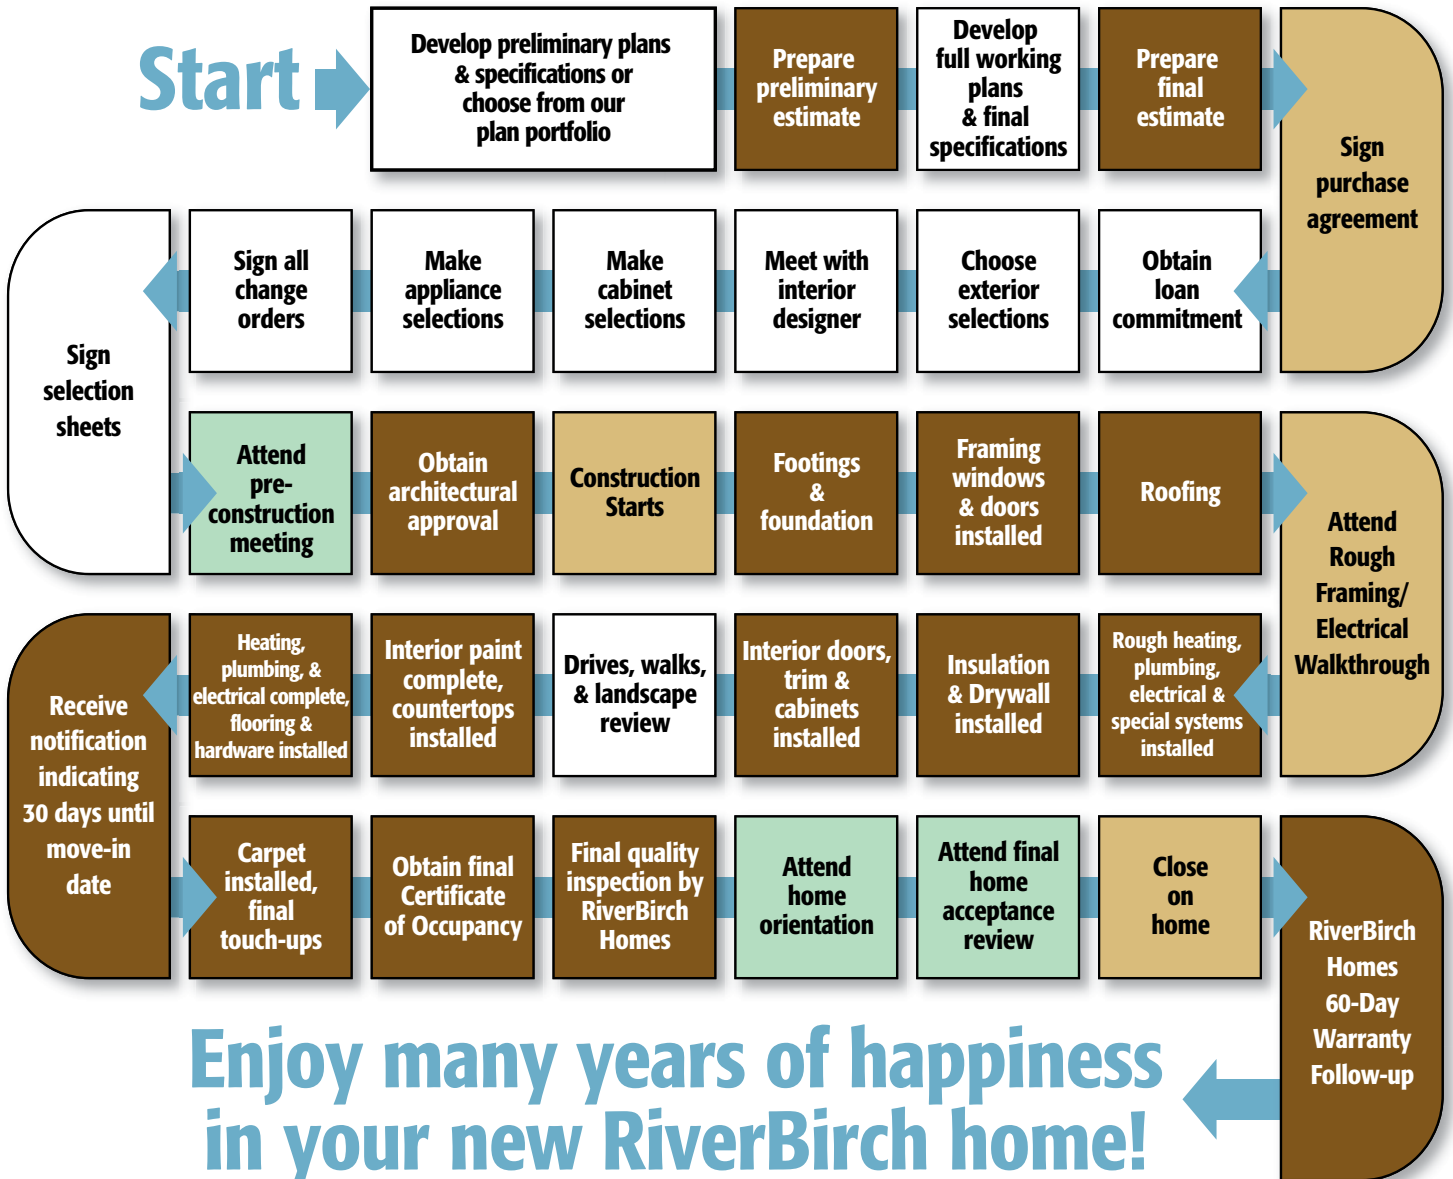 Start
Develop preliminary plans
& specifications or
choose from our
plan portfolio
Prepare
preliminary
estimate
Develop
full working
plans
& final
specifications
Prepare
final
estimate
Sign
purchase
agreement
Obtain
loan
commitment
Choose
exterior
selections
Meet with
interior
designer
Make
cabinet
selections
Make
appliance
selections
Sign all
change
orders
Sign
selection
sheets
Attend
pre-
construction
meeting
Obtain
architectural
approval
Construction
Starts
Footings
&
foundation
Framing
windows
& doors
installed
Roofing
Attend
Rough
Framing/
Electrical
Walkthrough
Rough heating,
plumbing,
electrical &
special systems
installed
Insulation
& Drywall
installed
Interior doors,
trim &
cabinets
installed
Drives, walks,
& landscape
review
Interior paint
complete,
countertops
installed
Heating,
plumbing, &
electrical complete,
flooring &
hardware installed
Receive
notification
indicating
30 days until
move-in
date
Carpet
installed,
final
touch-ups
Obtain final
Certificate
of Occupancy
Final quality
inspection by
RiverBirch
Homes
Attend
home
orientation
Attend final
home
acceptance
review
Close
on
home
RiverBirch
Homes
60-Day
Warranty
Follow-up
Enjoy many years of happiness
in your new RiverBirch home!